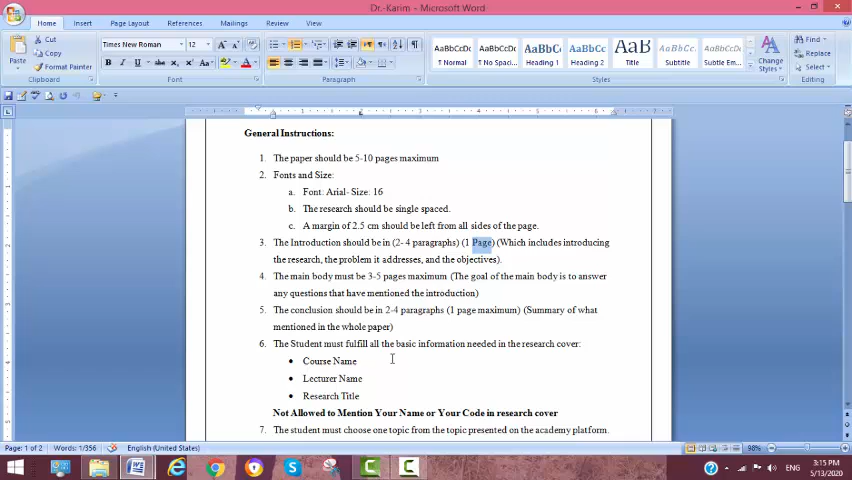 Dr.-Karim - Microsoft Word
Home Insert Page Layout References Mailings Review View
Paste
Cut
Copy
Format Painter
Clipboard
Times New Roman 12
B I U abe x₂ x² Aa
Font
Paragraph
AaBbCcDc AaBbCcDc AaBbC AaBbCc AaB AaBbCcDc AaBbCcDc
T Normal T No Spaci... Heading 1 Heading 2 Title Subtitle Subtle Em...
Styles
Change Styles
Find
Replace
Select
Editing
General Instructions:
1. The paper should be 5-10 pages maximum
2. Fonts and Size:
a. Font: Arial- Size: 16
b. The research should be single spaced.
c. A margin of 2.5 cm should be left from all sides of the page.
3. The Introduction should be in (2- 4 paragraphs) (1 Page) (Which includes introducing
the research, the problem it addresses, and the objectives).
4. The main body must be 3-5 pages maximum (The goal of the main body is to answer
any questions that have mentioned the introduction)
5. The conclusion should be in 2-4 paragraphs (1 page maximum) (Summary of what
mentioned in the whole paper)
6. The Student must fulfill all the basic information needed in the research cover:
• Course Name
• Lecturer Name
• Research Title
Not Allowed to Mention Your Name or Your Code in research cover
7. The student must choose one topic from the topic presented on the academy platform.
Page: 1 of 2 Words: 1/356 English (United States) 98%
ENG
3:15 PM
5/13/2020